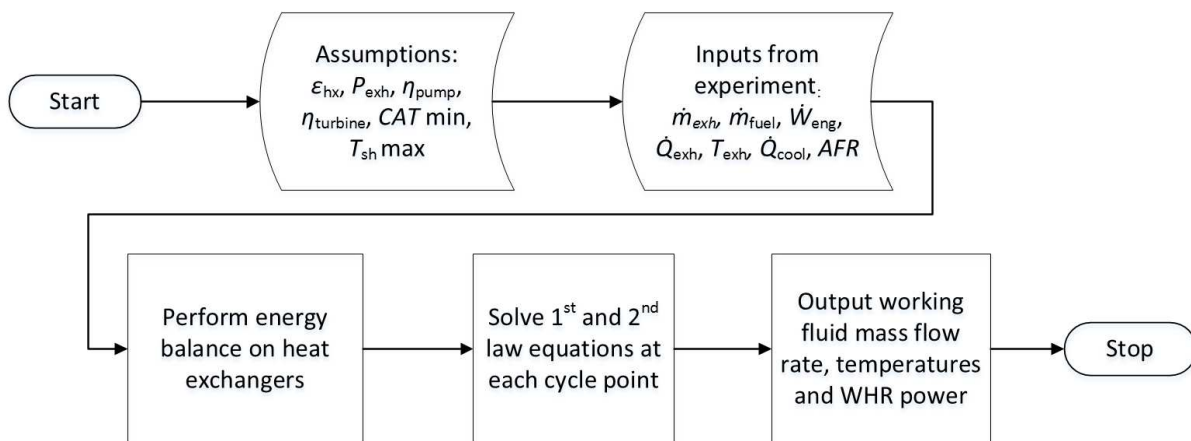 Start
Assumptions:
εhx, Pexh, ηpump,
ηturbine, CAT min,
Tsh max
Inputs from
experiment:
ṁexh, ṁfuel, Ẇeng,
Q̇exh, Texh, Q̇cool, AFR
Perform energy
balance on heat
exchangers
Solve 1st and 2nd
law equations at
each cycle point
Output working
fluid mass flow
rate, temperatures
and WHR power
Stop